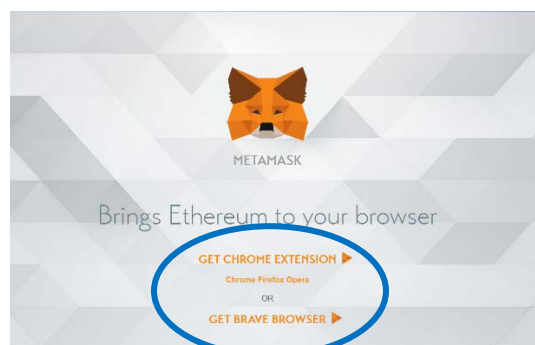 METAMASK
Brings Ethereum to your browser
GET CHROME EXTENSION
Chrome Firefox Opera
OR
GET BRAVE BROWSER